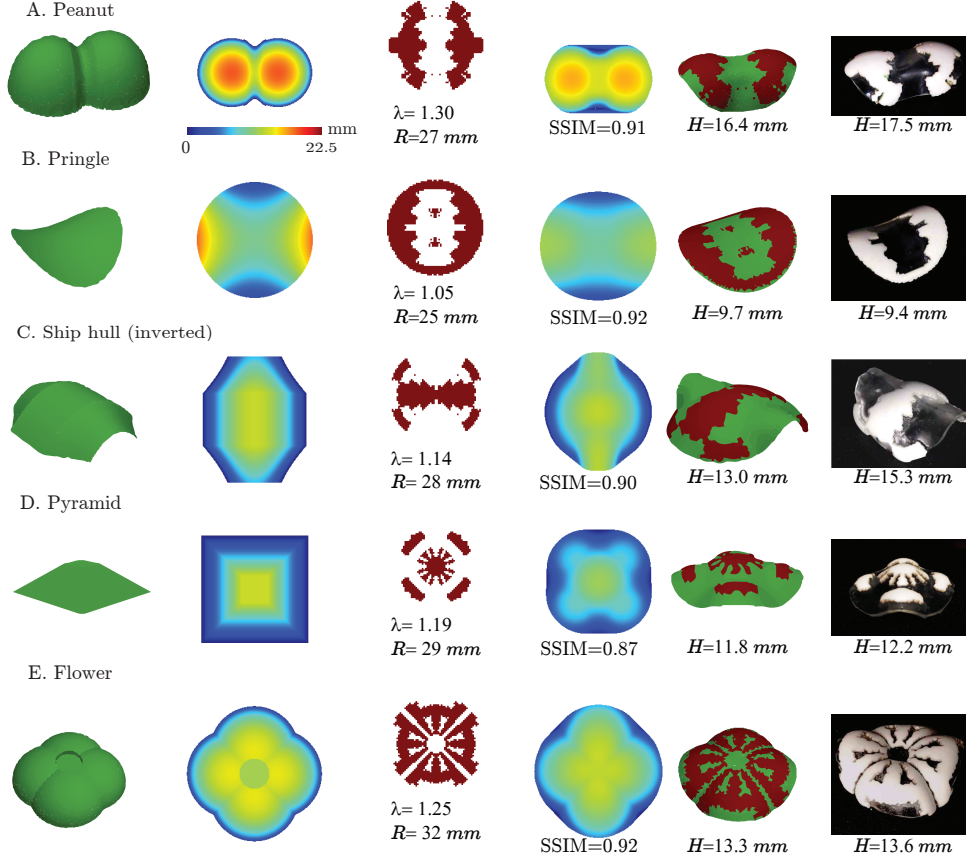 A. Peanut
mm
0
22.5
λ= 1.30
R=27 mm
SSIM=0.91
H=16.4 mm
H=17.5 mm
B. Pringle
λ= 1.05
R=25 mm
SSIM=0.92
H=9.7 mm
H=9.4 mm
C. Ship hull (inverted)
λ= 1.14
R= 28 mm
SSIM=0.90
H=13.0 mm
H=15.3 mm
D. Pyramid
λ= 1.19
R= 29 mm
SSIM=0.87
H=11.8 mm
H=12.2 mm
E. Flower
λ= 1.25
R= 32 mm
SSIM=0.92
H=13.3 mm
H=13.6 mm